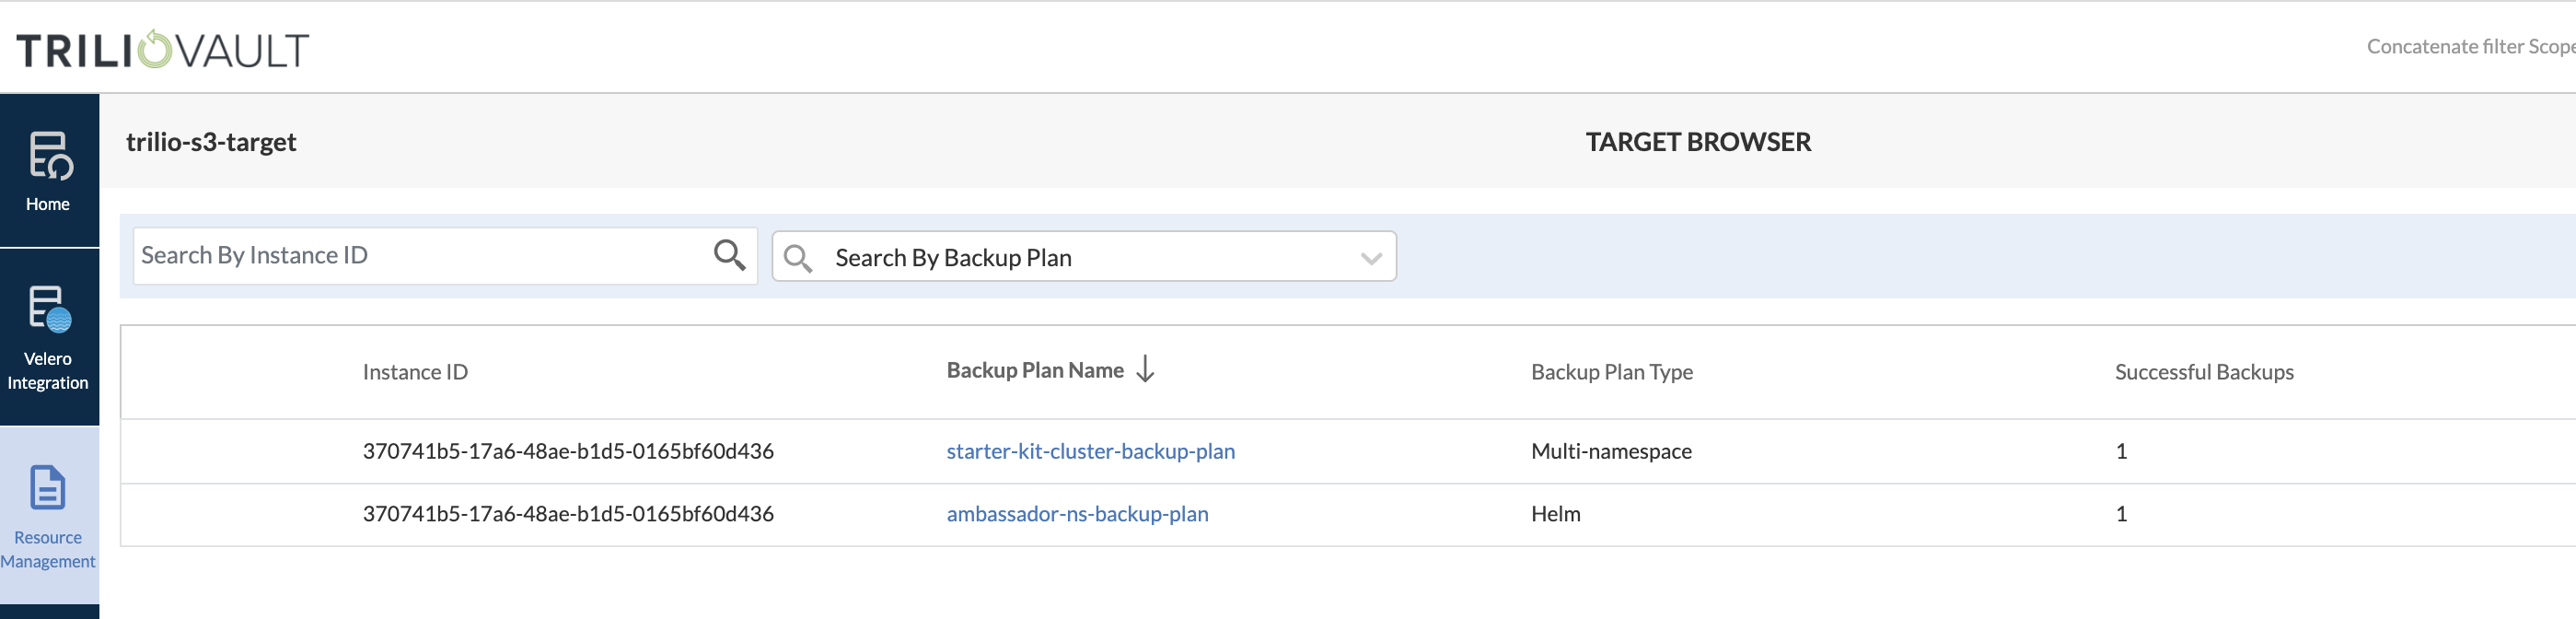 TRILIOVAULT
Concatenate filter Scope
trilio-s3-target
TARGET BROWSER
Home
Search By Instance ID
Search By Backup Plan
Velero
Integration
Instance ID
Backup Plan Name
Backup Plan Type
Successful Backups
370741b5-17a6-48ae-b1d5-0165bf60d436
starter-kit-cluster-backup-plan
Multi-namespace
1
370741b5-17a6-48ae-b1d5-0165bf60d436
ambassador-ns-backup-plan
Helm
1
Resource
Management